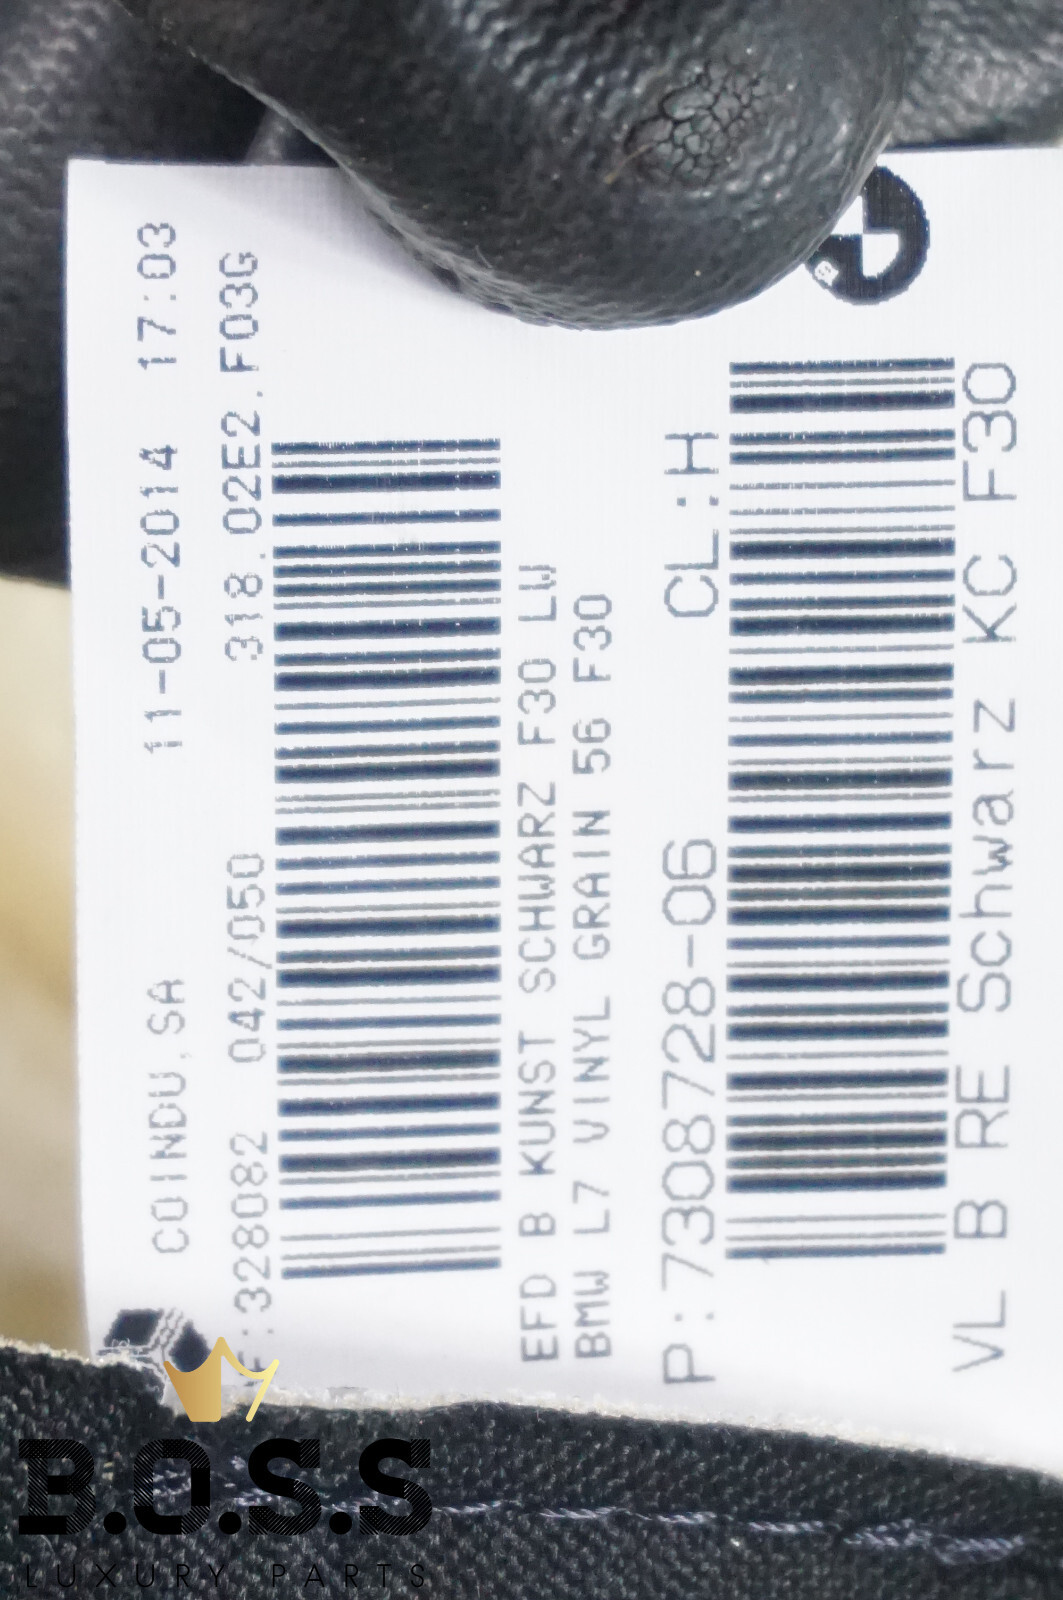 COINDU,SA 11-05-2014 17:03
F:328082 042/050 318.02E2.F03G
EFD B KUNST SCHWARZ F30 LW
BMW L7 VINYL GRAIN 56 F30
P:7308728-06 CL:H
VL B RE Schwarz KC F30
B.O.S.S
LUXURY PARTS